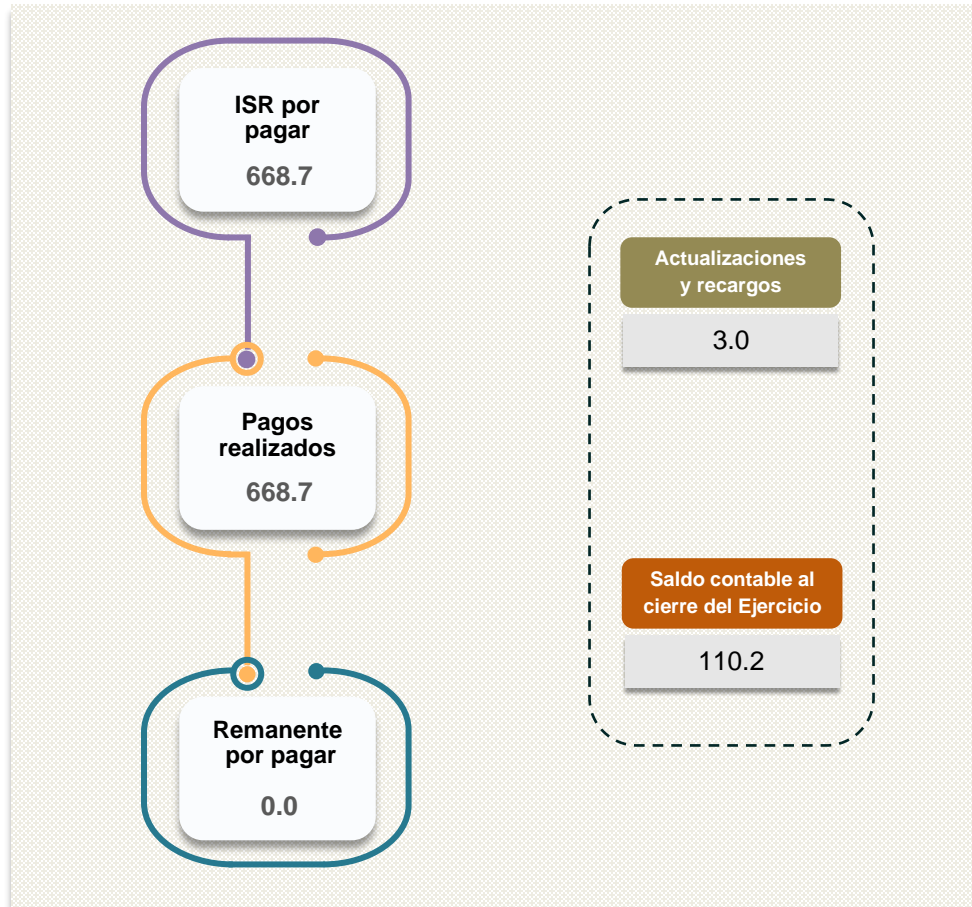 ISR por
pagar
668.7
Pagos
realizados
668.7
Remanente
por pagar
0.0
Actualizaciones
y recargos
3.0
Saldo contable al
cierre del Ejercicio
110.2